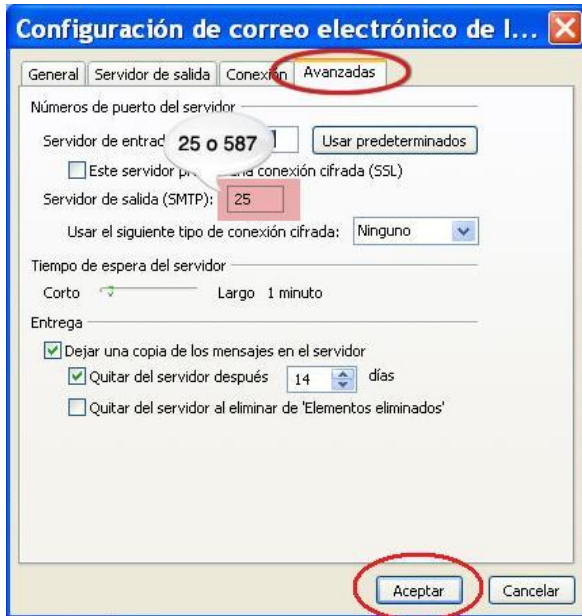 Configuración de correo electrónico de I...
General Servidor de salida Conexión Avanzadas
Números de puerto del servidor
Servidor de entrad 25 o 587 Usar predeterminados
Este servidor una conexión cifrada (SSL)
Servidor de salida (SMTP): 25
Usar el siguiente tipo de conexión cifrada: Ninguno
Tiempo de espera del servidor
Corto Largo 1 minuto
Entrega
Dejar una copia de los mensajes en el servidor
Quitar del servidor después 14 días
Quitar del servidor al eliminar de 'Elementos eliminados'
Aceptar Cancelar